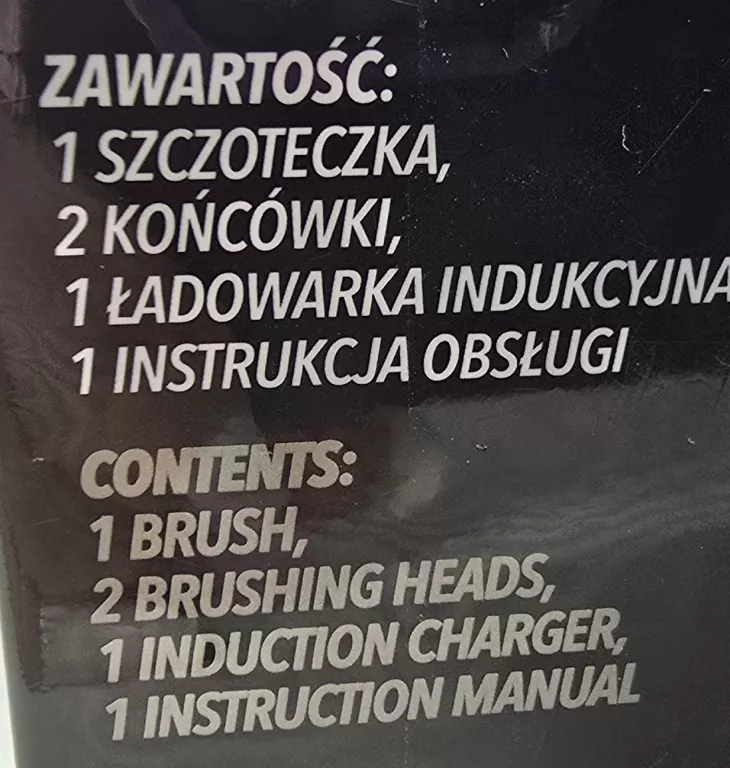 ZAWARTOŚĆ:
1 SZCZOTECZKA,
2 KOŃCÓWKI,
1 ŁADOWARKA INDUKCYJNA
1 INSTRUKCJA OBSŁUGI
CONTENTS:
1 BRUSH,
2 BRUSHING HEADS,
1 INDUCTION CHARGER,
1 INSTRUCTION MANUAL